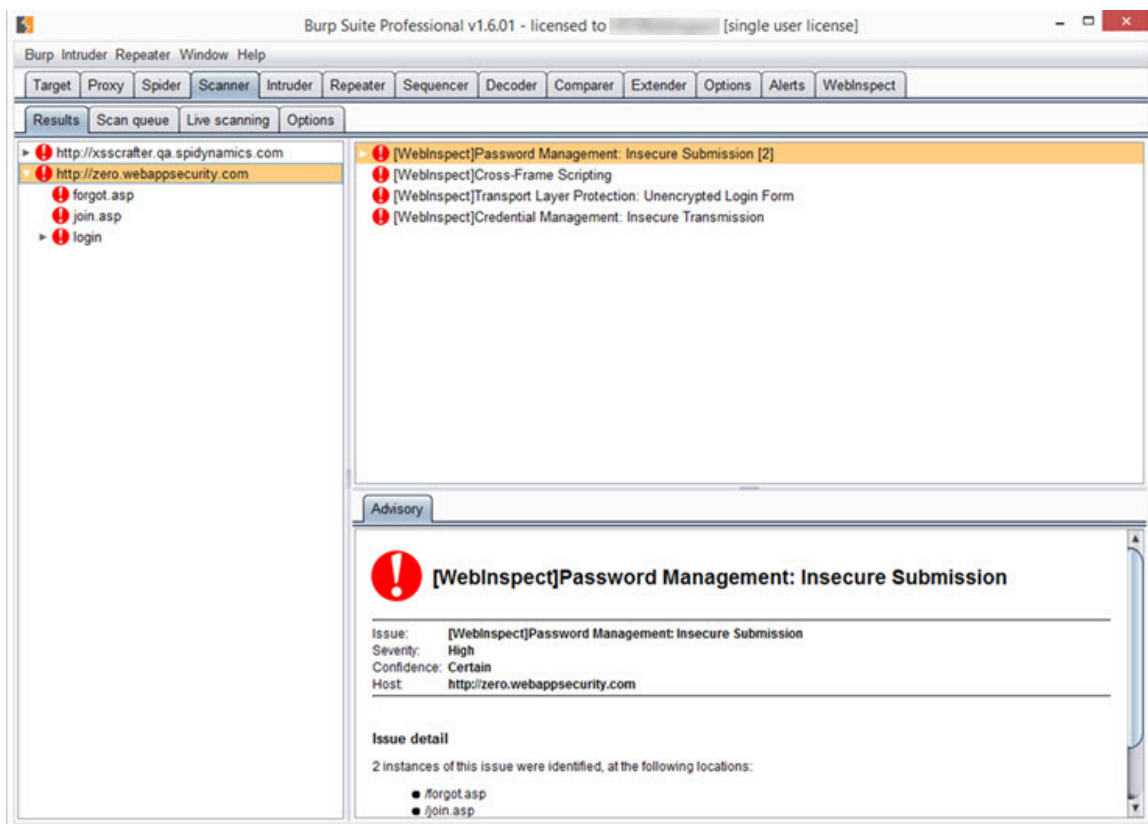 Burp Suite Professional v1.6.01 - licensed to [single user license]
Burp Intruder Repeater Window Help
Target Proxy Spider Scanner Intruder Repeater Sequencer Decoder Comparer Extender Options Alerts WebInspect
Results Scan queue Live scanning Options
http://xsscrafter.qa.spidynamics.com
http://zero.webappsecurity.com
forgot.asp
join.asp
login
[WebInspect]Password Management: Insecure Submission [2]
[WebInspect]Cross-Frame Scripting
[WebInspect]Transport Layer Protection: Unencrypted Login Form
[WebInspect]Credential Management: Insecure Transmission
Advisory
[WebInspect]Password Management: Insecure Submission
Issue: [WebInspect]Password Management: Insecure Submission
Severity: High
Confidence: Certain
Host: http://zero.webappsecurity.com
Issue detail
2 instances of this issue were identified, at the following locations:
/forgot.asp
/join.asp